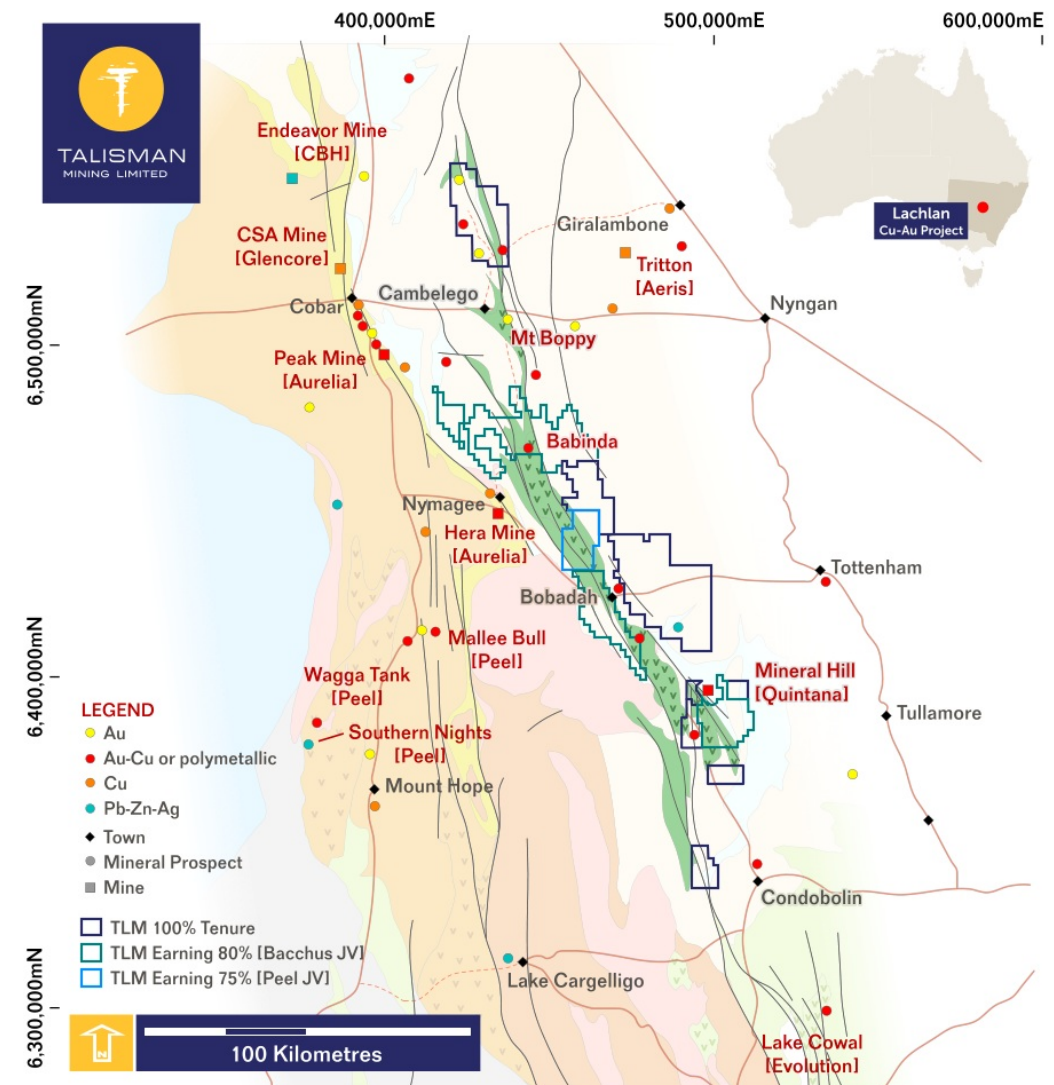 400,000mE
500,000mE
600,000mE
TALISMAN
MINING LIMITED
Endeavor Mine
[CBH]
Giralambone
Lachlan
Cu-Au Project
CSA Mine
[Glencore]
Tritton
[Aeris]
Cambelego
Cobar
Nyngan
6,500,000mN
Mt Boppy
Peak Mine
[Aurelia]
Babinda
Nymagee
Hera Mine
[Aurelia]
Tottenham
Bobadah
Mallee Bull
[Peel]
6,400,000mN
Wagga Tank
[Peel]
Mineral Hill
[Quintana]
Tullamore
Southern Nights
[Peel]
Mount Hope
LEGEND
Au
Au-Cu or polymetallic
Cu
Pb-Zn-Ag
Town
Mineral Prospect
Mine
TLM 100% Tenure
TLM Earning 80% [Bacchus JV]
TLM Earning 75% [Peel JV]
Condobolin
Lake Cargelligo
6,300,000mN
Lake Cowal
[Evolution]
N
100 Kilometres